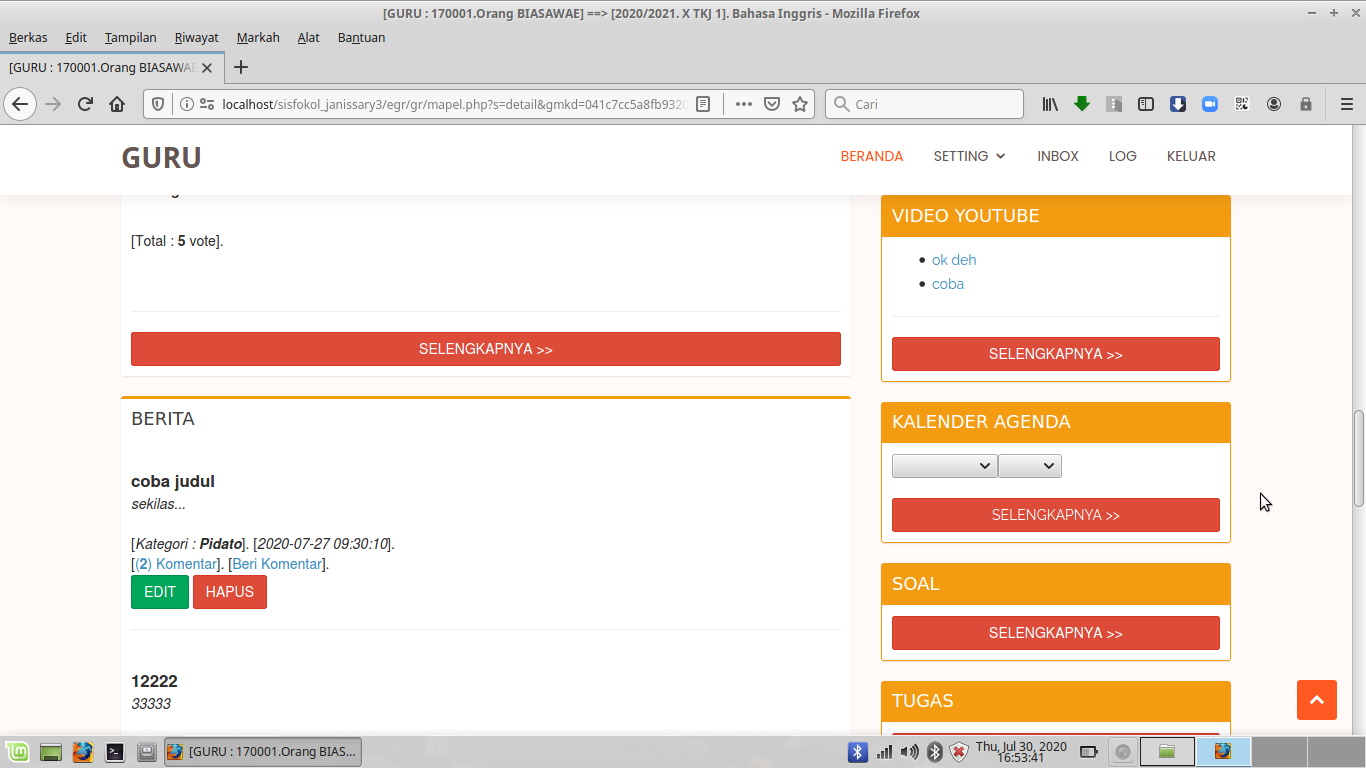 [GURU : 170001.Orang BIASAWAE] ==> [2020/2021. X TKJ 1]. Bahasa Inggris - Mozilla Firefox
Berkas Edit Tampilan Riwayat Markah Alat Bantuan
[GURU : 170001.Orang BIASAWAE
localhost/sisfokol_janissary3/egr/gr/mapel.php?s=detail&gmkd=041c7cc5a8fb932
Cari
GURU
BERANDA SETTING INBOX LOG KELUAR
[Total : 5 vote].
SELENGKAPNYA >>
BERITA
coba judul
sekilas...
[Kategori : Pidato]. [2020-07-27 09:30:10].
[(2) Komentar]. [Beri Komentar].
EDIT HAPUS
12222
33333
VIDEO YOUTUBE
ok deh
coba
SELENGKAPNYA >>
KALENDER AGENDA
SELENGKAPNYA >>
SOAL
SELENGKAPNYA >>
TUGAS
[GURU : 170001.Orang BIAS...
Thu, Jul 30, 2020
16:53:41